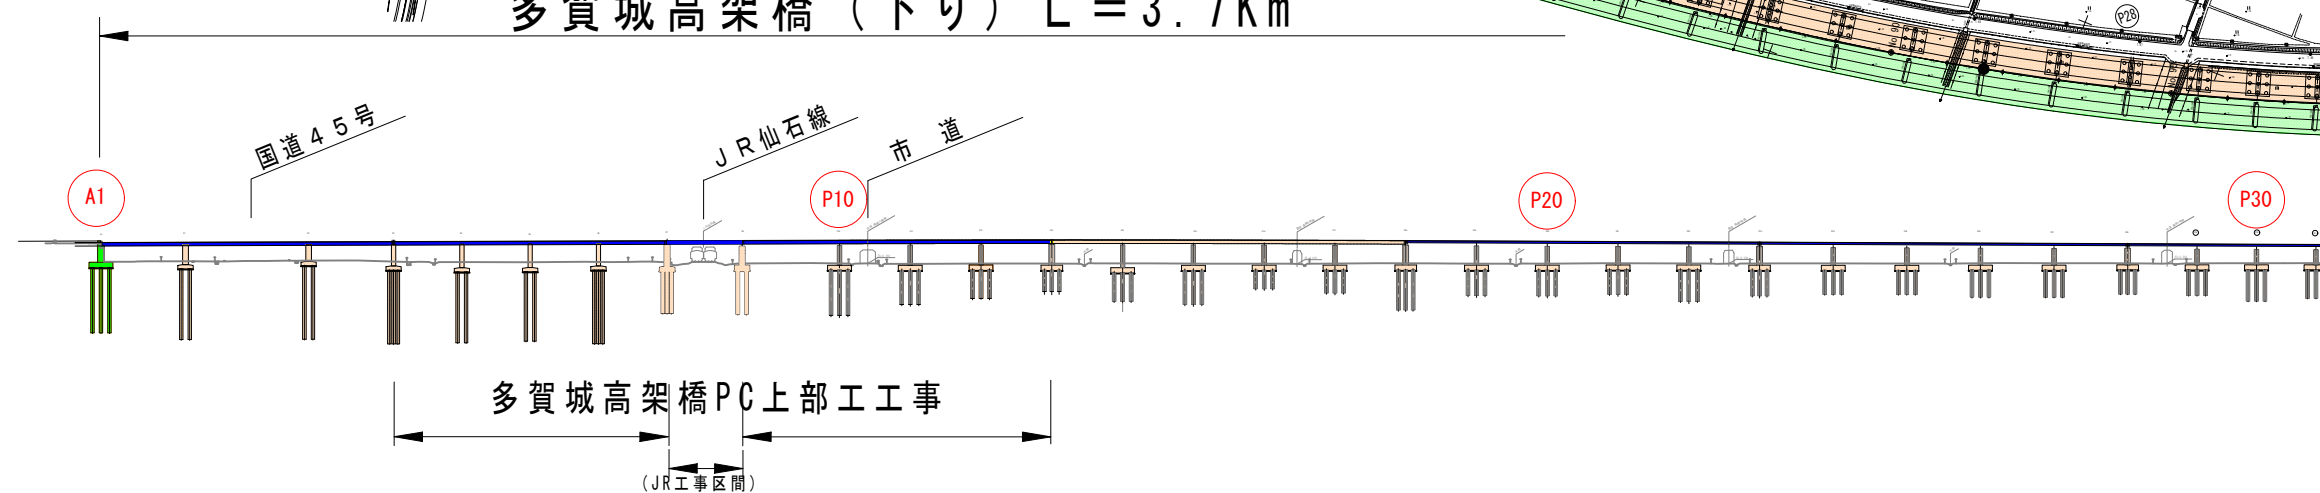 多賀城高架橋（下り）L＝3.7Km
P28
国道４５号
ＪＲ仙石線
市 道
A1
P10
P20
P30
多賀城高架橋PC上部工工事
(JR工事区間)